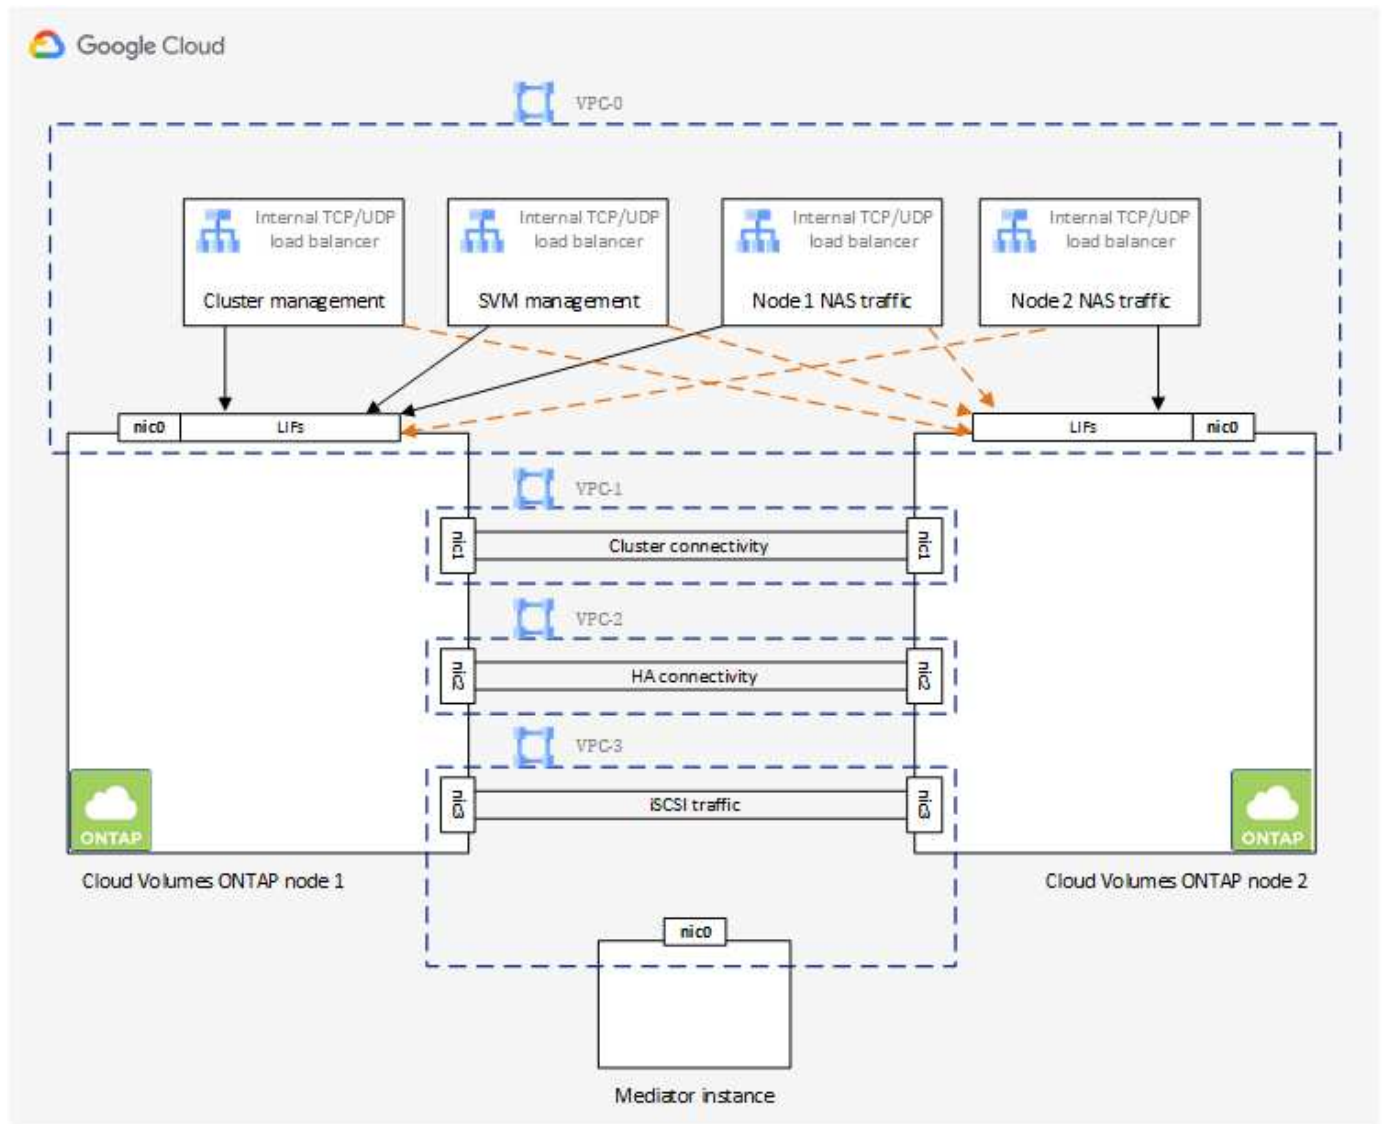 Google Cloud
VPC-0
Internal TCP/UDP
load balancer
Cluster management
Internal TCP/UDP
load balancer
SVM management
Internal TCP/UDP
load balancer
Node 1 NAS traffic
Internal TCP/UDP
load balancer
Node 2 NAS traffic
nic0
LIFs
LIFs
nic0
VPC-1
nic1
Cluster connectivity
nic1
VPC-2
nic2
HA connectivity
nic2
VPC-3
nic3
iSCSI traffic
nic3
ONTAP
ONTAP
Cloud Volumes ONTAP node 1
Cloud Volumes ONTAP node 2
nic0
Mediator instance